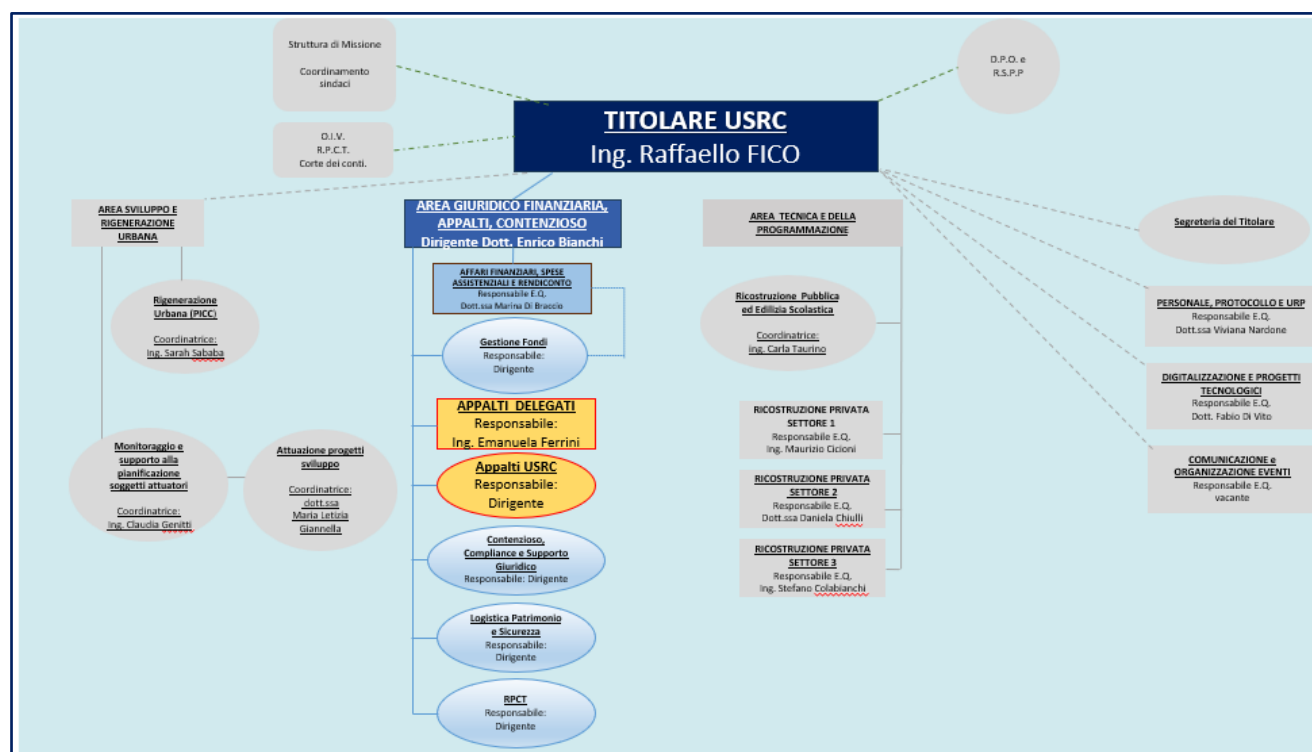 Struttura di Missione
Coordinamento
sindaci
D.P.O. e
R.S.P.P
O.I.V.
R.P.C.T.
Corte dei conti.
TITOLARE USRC
Ing. Raffaello FICO
AREA SVILUPPO E
RIGENERAZIONE
URBANA
Rigenerazione
Urbana (PICC)
Coordinatrice:
Ing. Sarah Sababa
Monitoraggio e
supporto alla
pianificazione
soggetti attuatori
Coordinatrice:
Ing. Claudia Genitti
Attuazione progetti
sviluppo
Coordinatrice:
dott.ssa
Maria Letizia
Giannella
AREA GIURIDICO FINANZIARIA,
APPALTI, CONTENZIOSO
Dirigente Dott. Enrico Bianchi
AFFARI FINANZIARI, SPESE
ASSISTENZIALI E RENDICONTO
Responsabile E.Q.
Dott.ssa Marina Di Braccio
Gestione Fondi
Responsabile:
Dirigente
APPALTI DELEGATI
Responsabile:
Ing. Emanuela Ferrini
Appalti USRC
Responsabile:
Dirigente
Contenzioso,
Compliance e Supporto
Giuridico
Responsabile: Dirigente
Logistica Patrimonio
e Sicurezza
Responsabile:
Dirigente
RPCT
Responsabile:
Dirigente
AREA TECNICA E DELLA
PROGRAMMAZIONE
Ricostruzione Pubblica
ed Edilizia Scolastica
Coordinatrice:
ing. Carla Taurino
RICOSTRUZIONE PRIVATA
SETTORE 1
Responsabile E.Q.
Ing. Maurizio Cicioni
RICOSTRUZIONE PRIVATA
SETTORE 2
Responsabile E.Q.
Dott.ssa Daniela Chiulli
RICOSTRUZIONE PRIVATA
SETTORE 3
Responsabile E.Q.
Ing. Stefano Colabianchi
Segreteria del Titolare
PERSONALE, PROTOCOLLO E URP
Responsabile E.Q.
Dott.ssa Viviana Nardone
DIGITALIZZAZIONE E PROGETTI
TECNOLOGICI
Responsabile E.Q.
Dott. Fabio Di Vito
COMUNICAZIONE e
ORGANIZZAZIONE EVENTI
Responsabile E.Q.
vacante